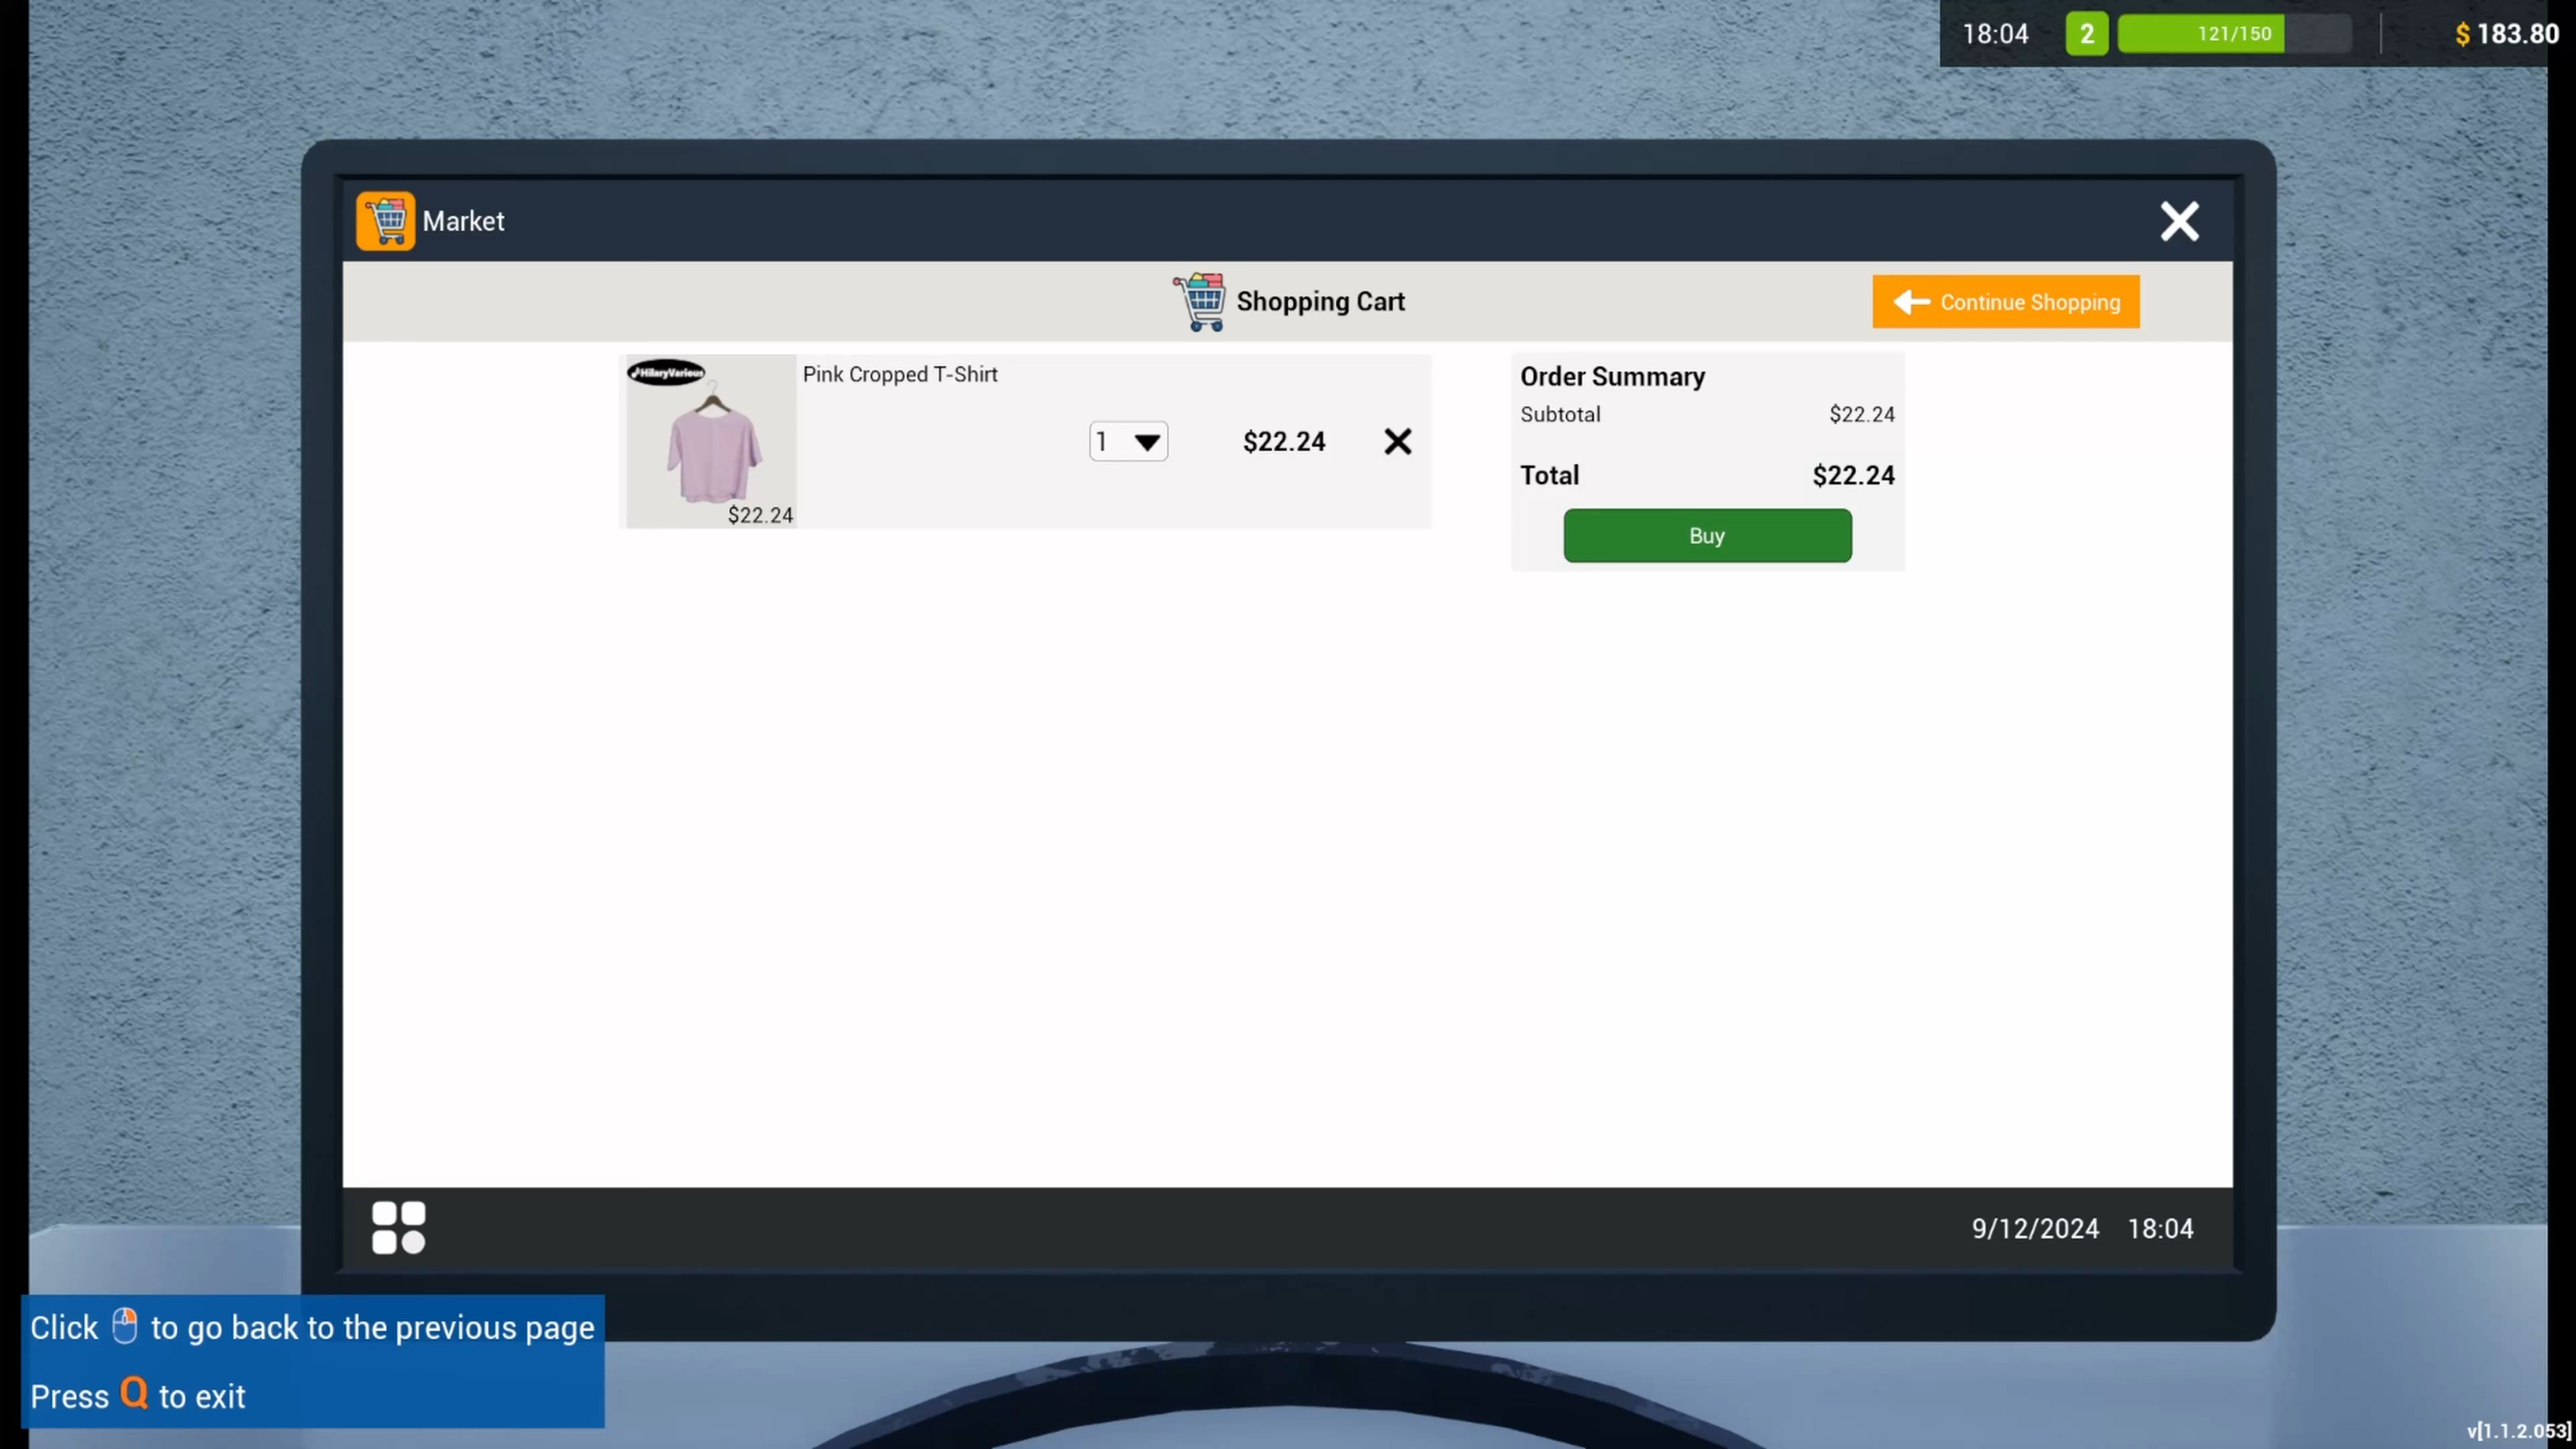 18:04 2 121/150 $ 183.80
Market
Shopping Cart
Continue Shopping
HilaryVarious
Pink Cropped T-Shirt
1 $22.24
$22.24
Order Summary
Subtotal $22.24
Total $22.24
Buy
9/12/2024 18:04
Click to go back to the previous page
Press Q to exit
v[1.1.2.053]